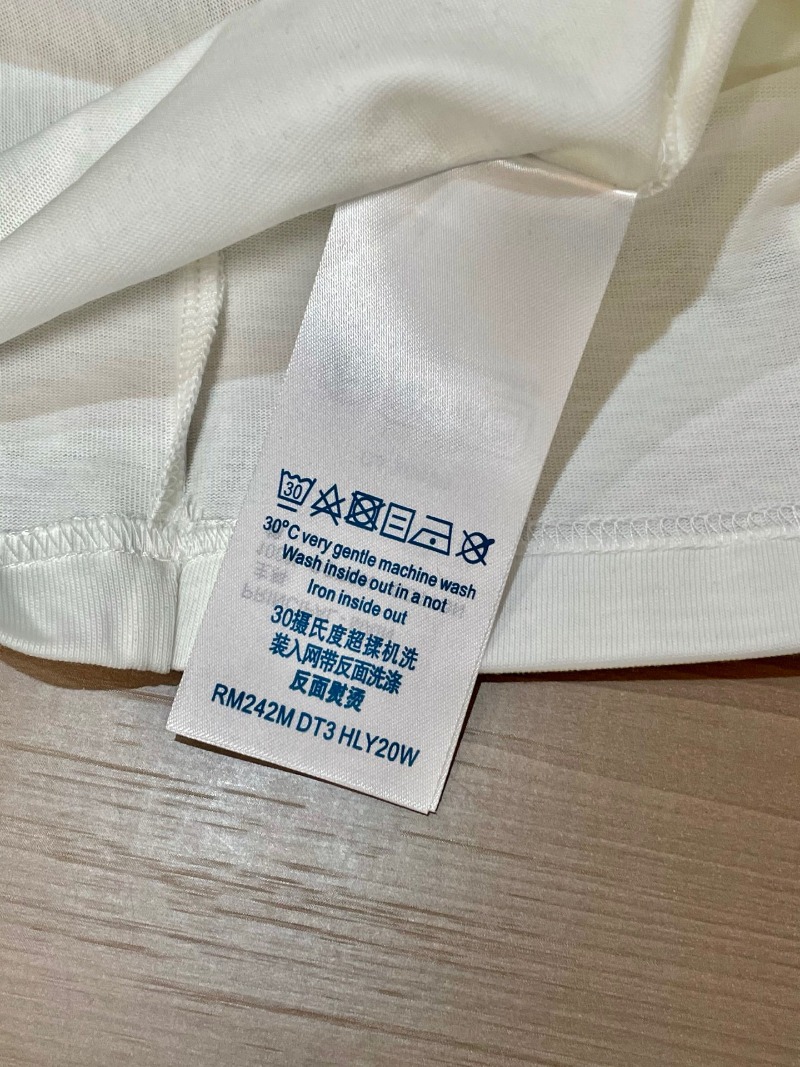 30
30°C very gentle machine wash
Wash inside out in a not
Iron inside out
30摄氏度超揉机洗
装入网带反面洗涤
反面熨烫
RM242M DT3 HLY20W